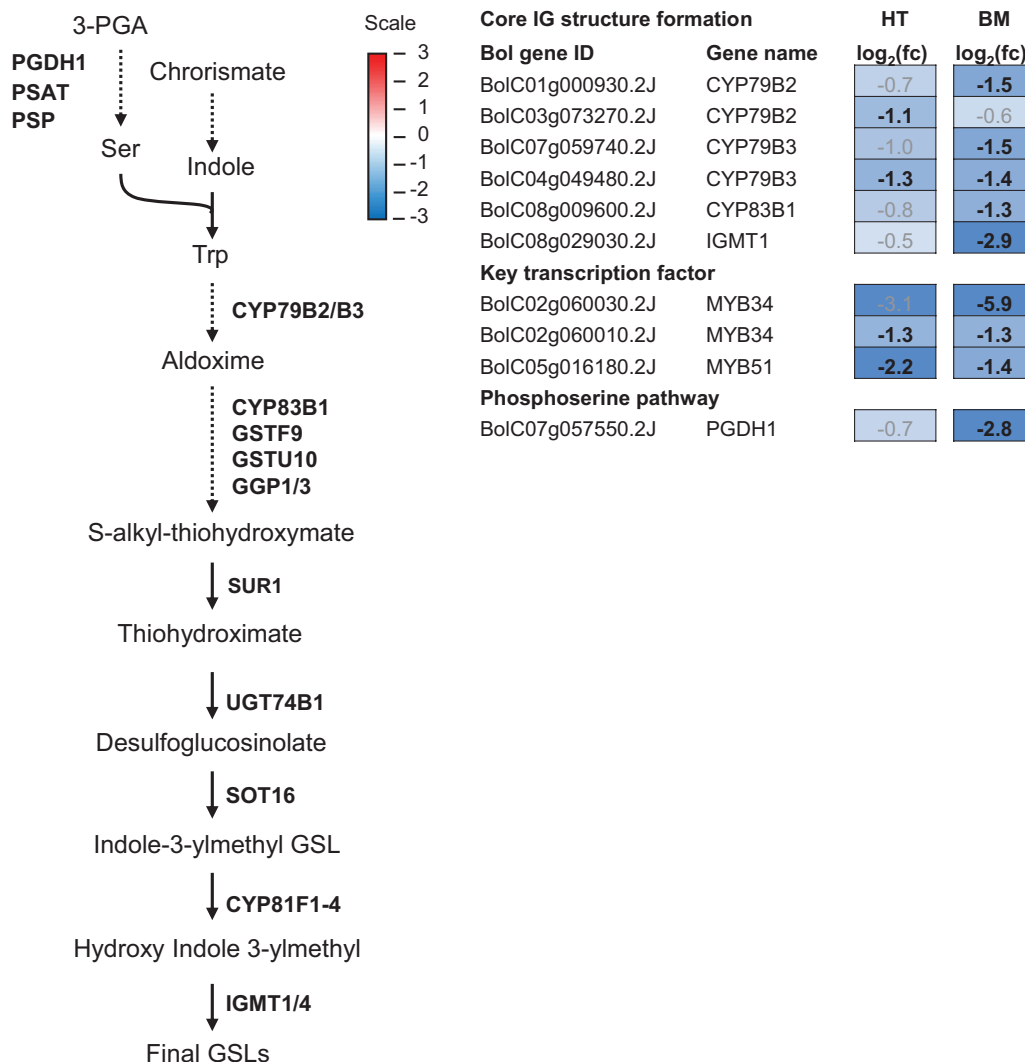 3-PGA
PGDH1
PSAT
PSP
Chrorismate
Ser
Indole
Trp
CYP79B2/B3
Aldoxime
CYP83B1
GSTF9
GSTU10
GGP1/3
S-alkyl-thiohydroxymate
SUR1
Thiohydroximate
UGT74B1
Desulfoglucosinolate
SOT16
Indole-3-ylmethyl GSL
CYP81F1-4
Hydroxy Indole 3-ylmethyl
IGMT1/4
Final GSLs
Scale
3
2
1
0
-1
-2
-3
Core IG structure formation HT BM
Bol gene ID Gene name log2(fc) log2(fc)
BolC01g000930.2J CYP79B2 -0.7 -1.5
BolC03g073270.2J CYP79B2 -1.1 -0.6
BolC07g059740.2J CYP79B3 -1.0 -1.5
BolC04g049480.2J CYP79B3 -1.3 -1.4
BolC08g009600.2J CYP83B1 -0.8 -1.3
BolC08g029030.2J IGMT1 -0.5 -2.9
Key transcription factor
BolC02g060030.2J MYB34 -3.1 -5.9
BolC02g060010.2J MYB34 -1.3 -1.3
BolC05g016180.2J MYB51 -2.2 -1.4
Phosphoserine pathway
BolC07g057550.2J PGDH1 -0.7 -2.8